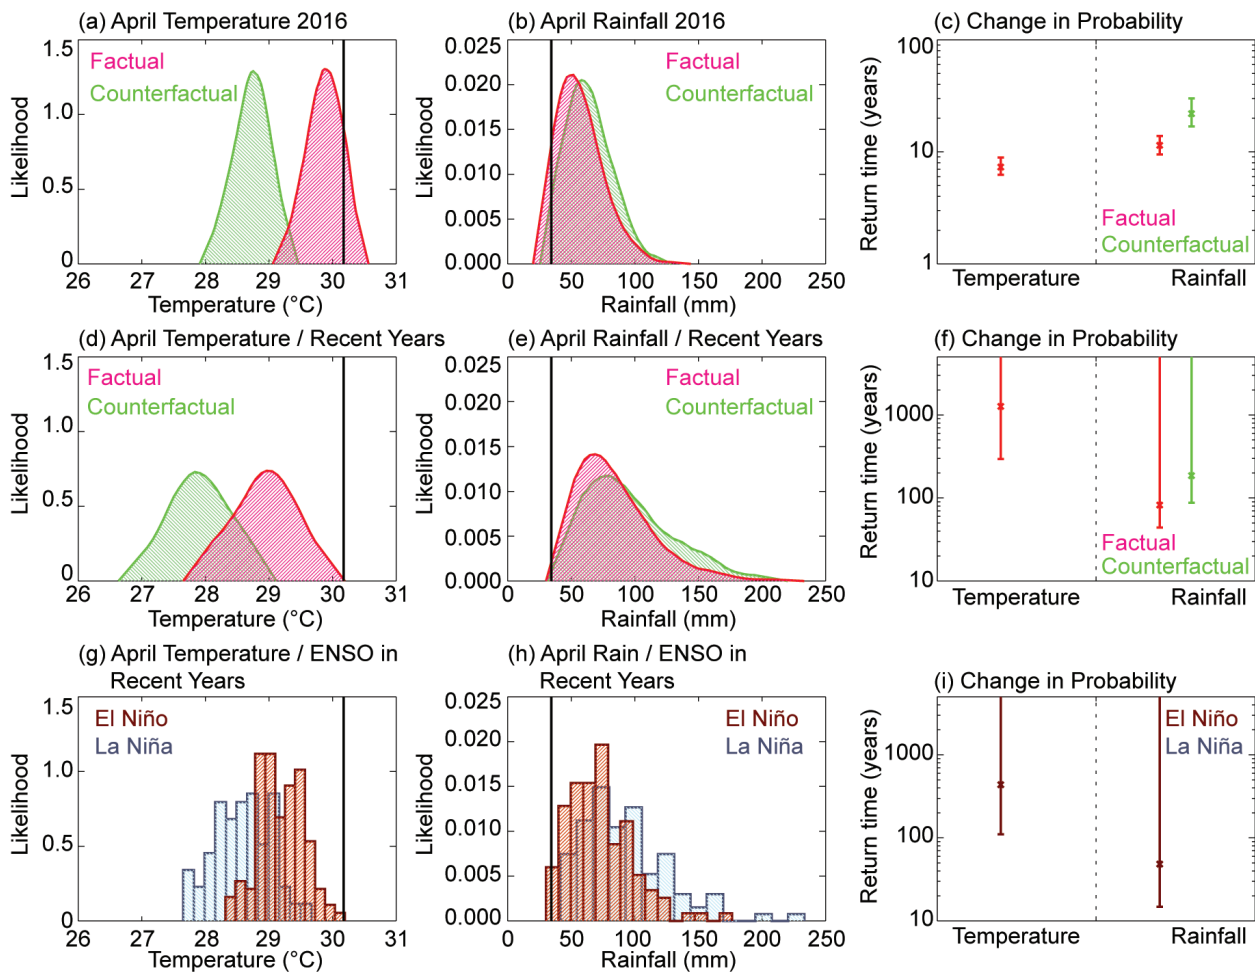 (a) April Temperature 2016
1.5
1.0
0.5
0
Likelihood
Factual
Counterfactual
26 27 28 29 30 31
Temperature (°C)
(b) April Rainfall 2016
0.025
0.020
0.015
0.010
0.005
0.000
Likelihood
Factual
Counterfactual
0 50 100 150 200 250
Rainfall (mm)
(c) Change in Probability
100
10
1
Return time (years)
Factual
Counterfactual
Temperature Rainfall
(d) April Temperature / Recent Years
1.5
1.0
0.5
0
Likelihood
Factual
Counterfactual
26 27 28 29 30 31
Temperature (°C)
(e) April Rainfall / Recent Years
0.025
0.020
0.015
0.010
0.005
0.000
Likelihood
Factual
Counterfactual
0 50 100 150 200 250
Rainfall (mm)
(f) Change in Probability
1000
100
10
Return time (years)
Factual
Counterfactual
Temperature Rainfall
(g) April Temperature / ENSO in
Recent Years
1.5
1.0
0.5
0
Likelihood
El Niño
La Niña
26 27 28 29 30 31
Temperature (°C)
(h) April Rain / ENSO in
Recent Years
0.025
0.020
0.015
0.010
0.005
0.000
Likelihood
El Niño
La Niña
0 50 100 150 200 250
Rainfall (mm)
(i) Change in Probability
1000
100
10
Return time (years)
El Niño
La Niña
Temperature Rainfall